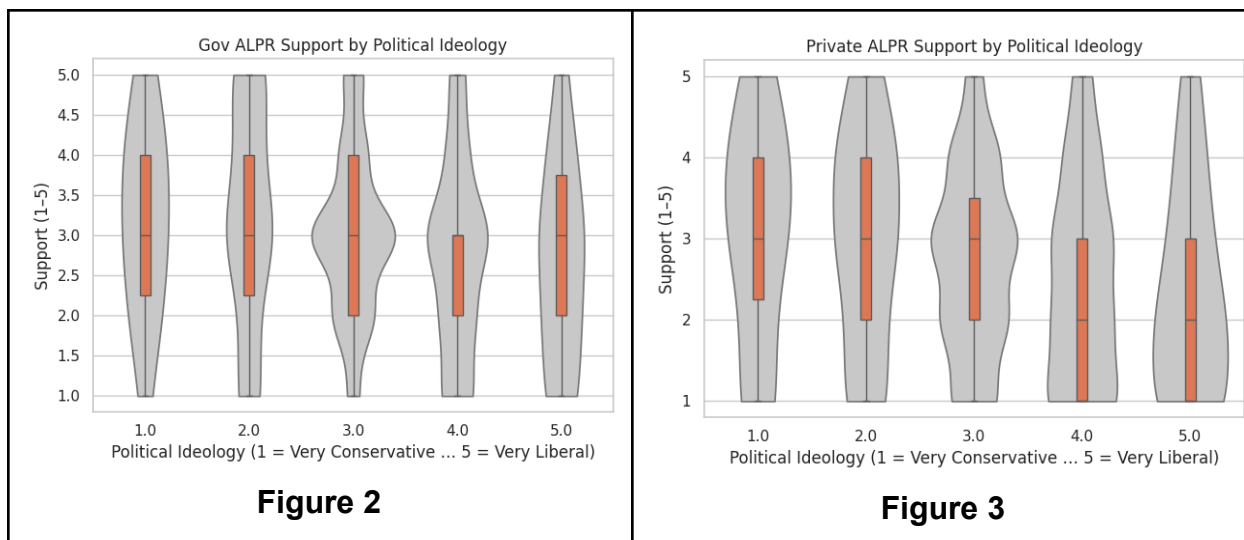 Gov ALPR Support by Political Ideology
5.0
4.5
4.0
3.5
3.0
2.5
2.0
1.5
1.0
Support (1–5)
1.0 2.0 3.0 4.0 5.0
Political Ideology (1 = Very Conservative ... 5 = Very Liberal)
Figure 2
Private ALPR Support by Political Ideology
5
4
3
2
1
Support (1–5)
1.0 2.0 3.0 4.0 5.0
Political Ideology (1 = Very Conservative ... 5 = Very Liberal)
Figure 3